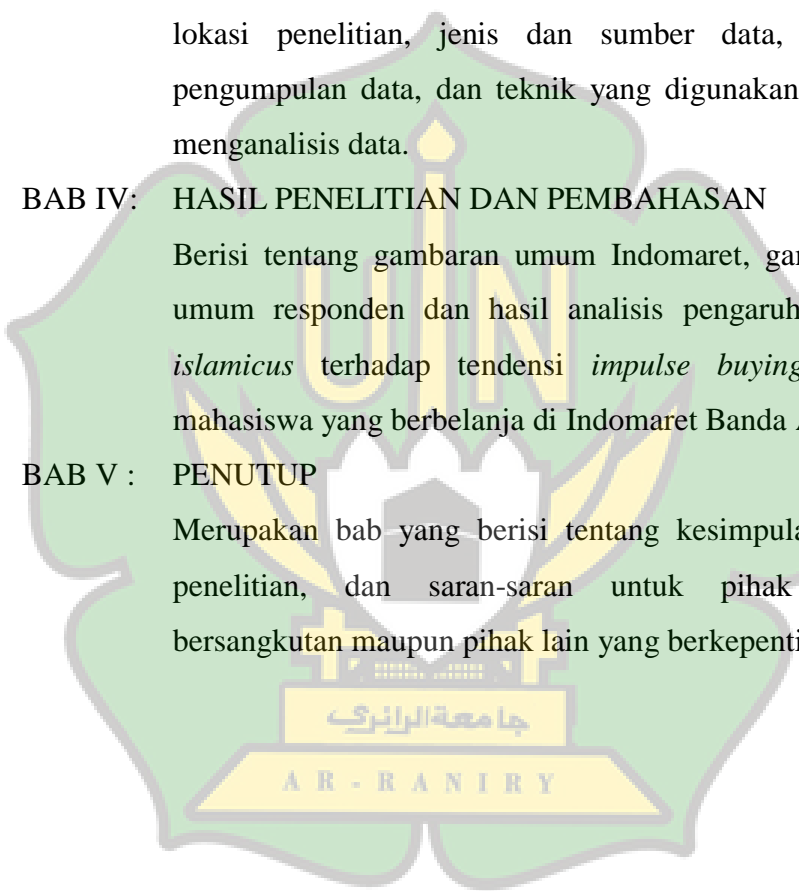 lokasi penelitian, jenis dan sumber data,
pengumpulan data, dan teknik yang digunakan
menganalisis data.
BAB IV: HASIL PENELITIAN DAN PEMBAHASAN
Berisi tentang gambaran umum Indomaret,
umum responden dan hasil analisis pengaruh
islamicus terhadap tendensi impulse buying
mahasiswa yang berbelanja di Indomaret Banda
BAB V : PENUTUP
Merupakan bab yang berisi tentang
penelitian, dan saran-saran untuk pihak
bersangkutan maupun pihak lain yang
UIN
جامعة الرانري
AR-RANIRY